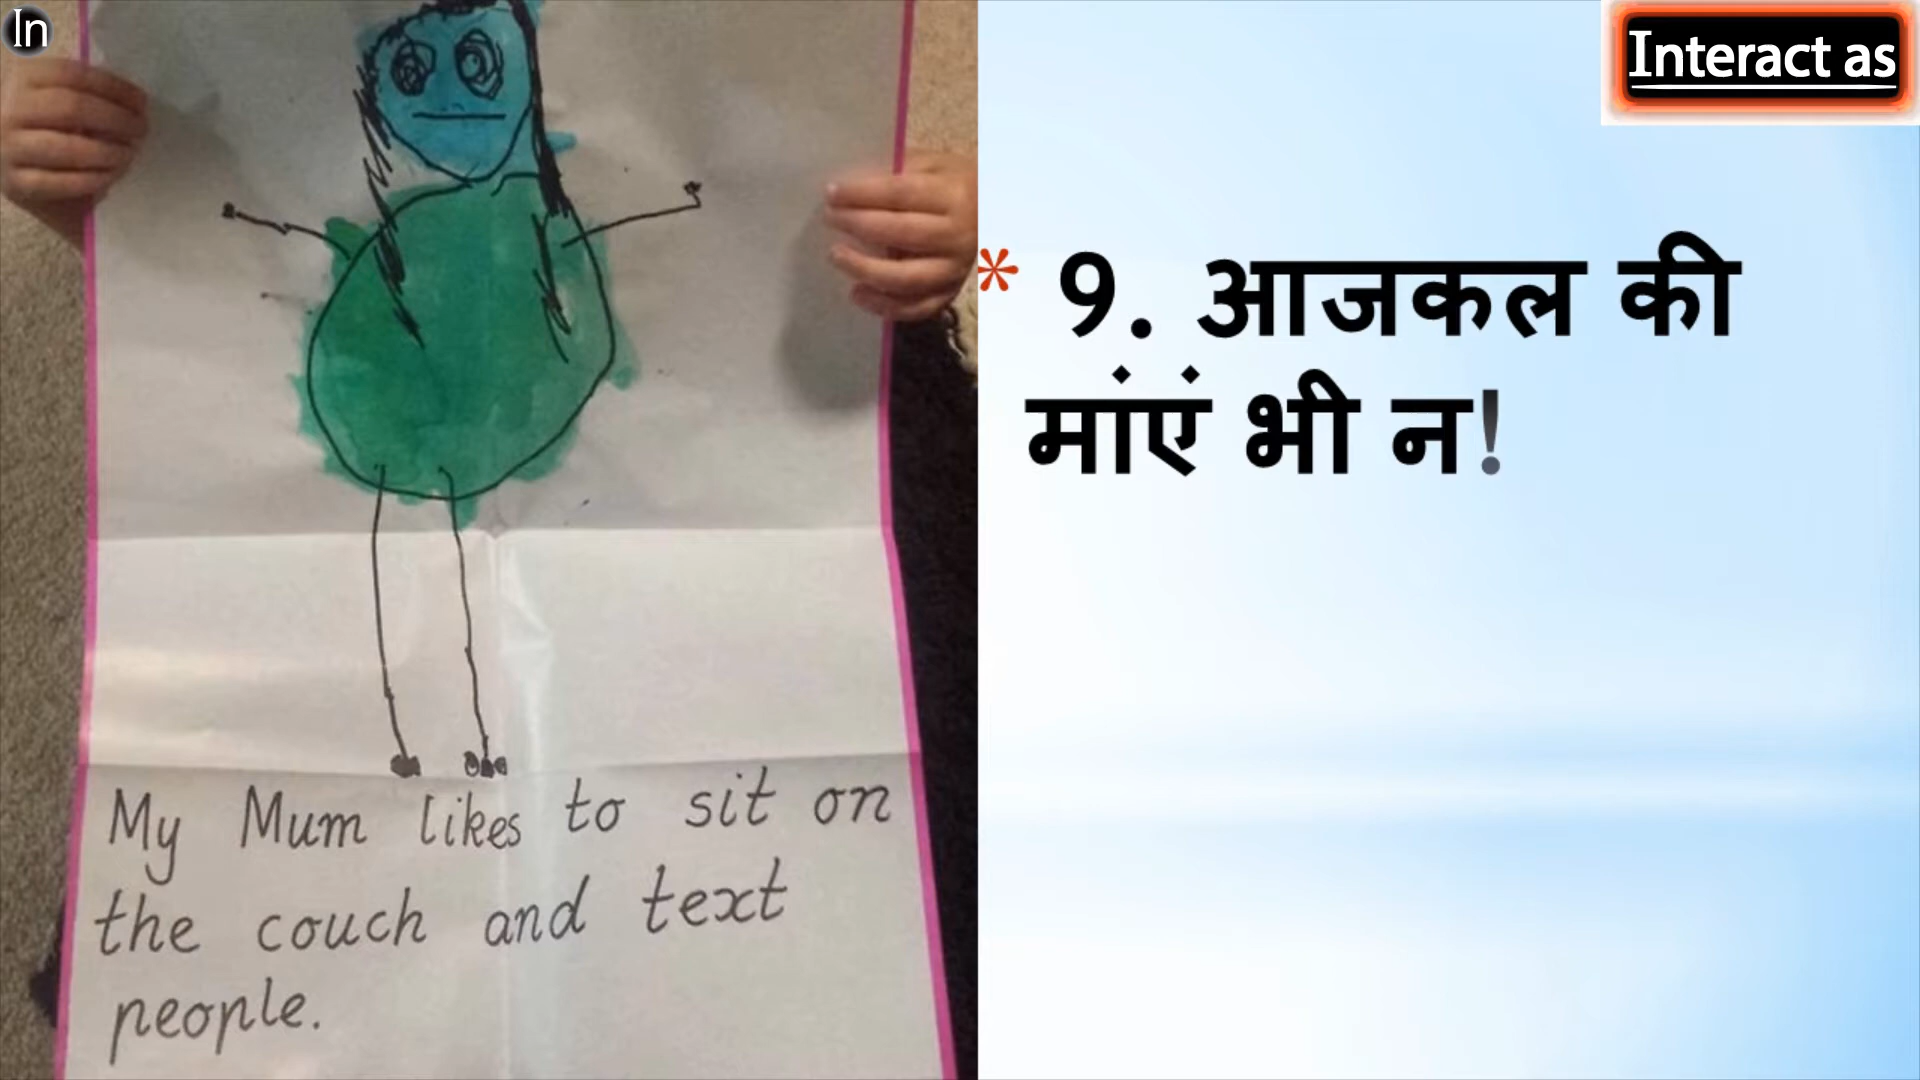 In
Interact as
* 9. आजकल की
मांएं भी न!
My Mum likes to sit on
the couch and text
people.